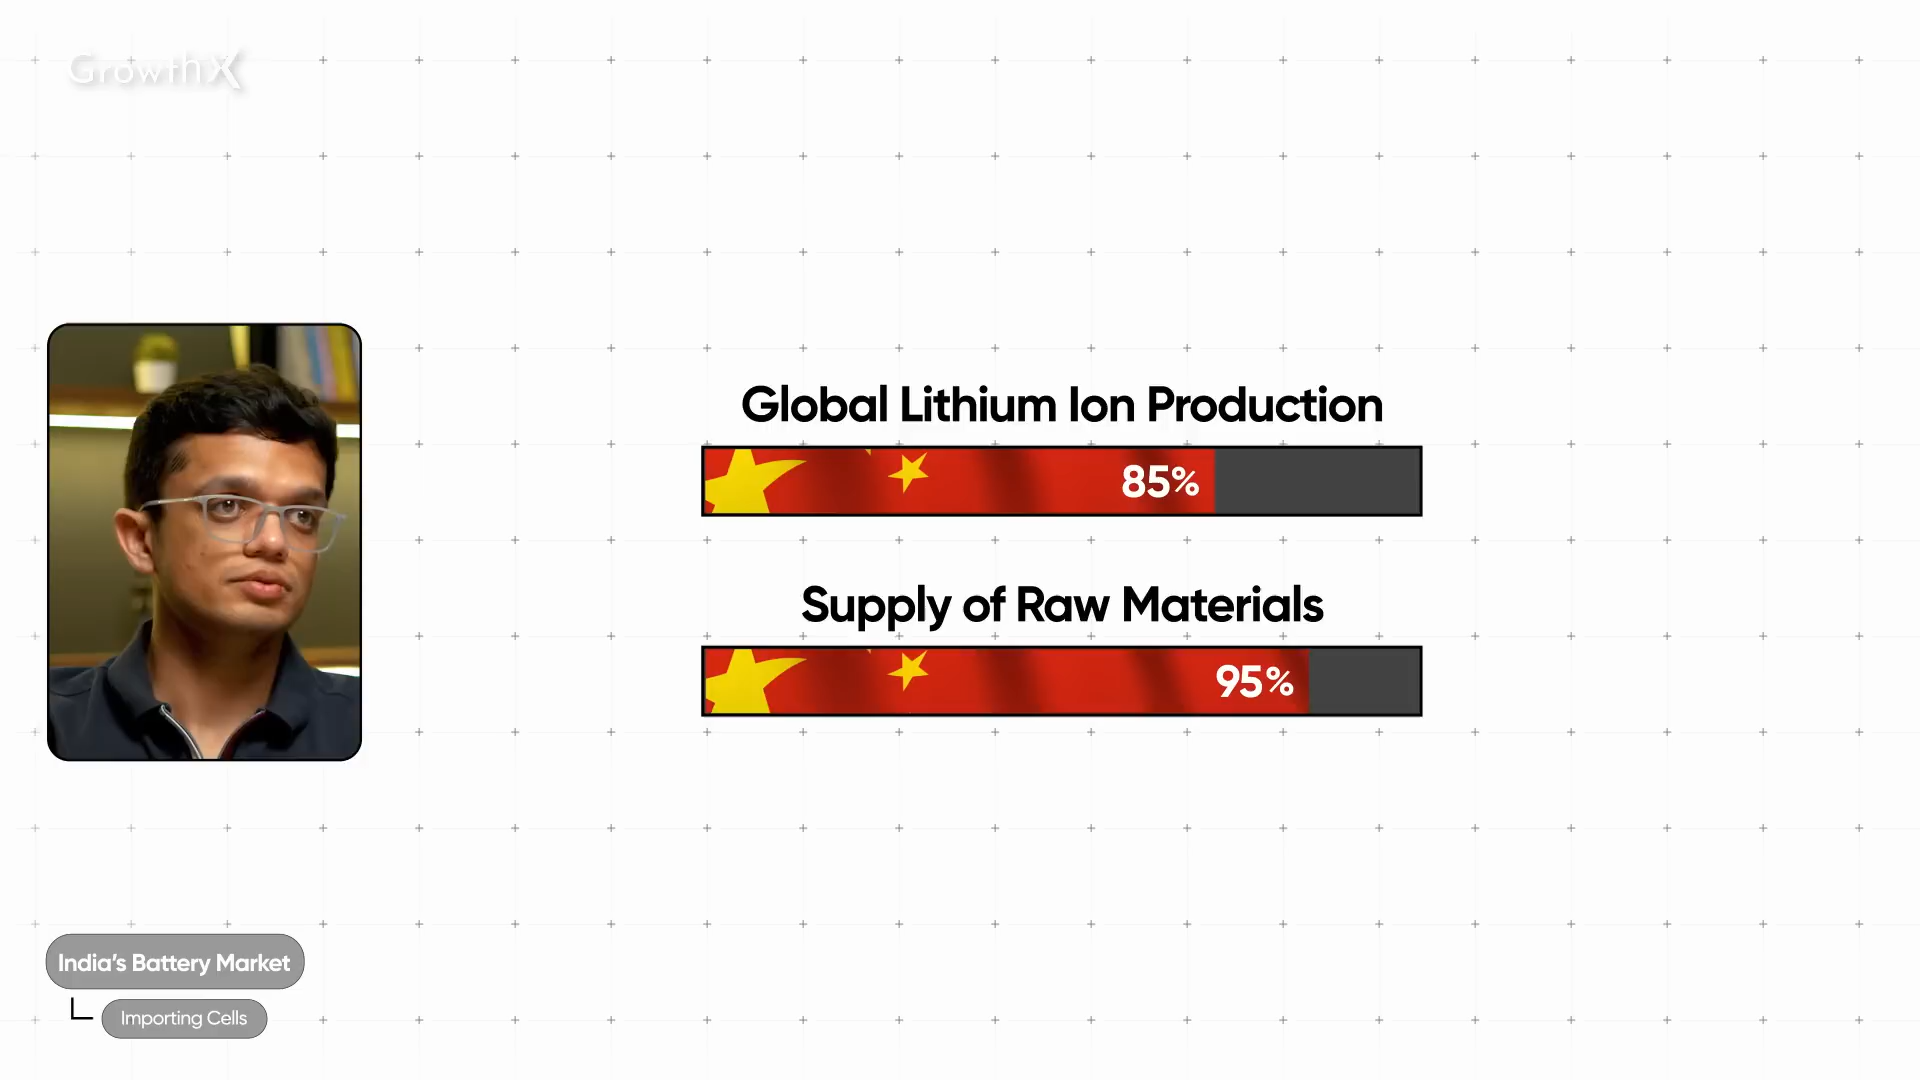 GrowthX
Global Lithium Ion Production
85%
Supply of Raw Materials
95%
India's Battery Market
Importing Cells